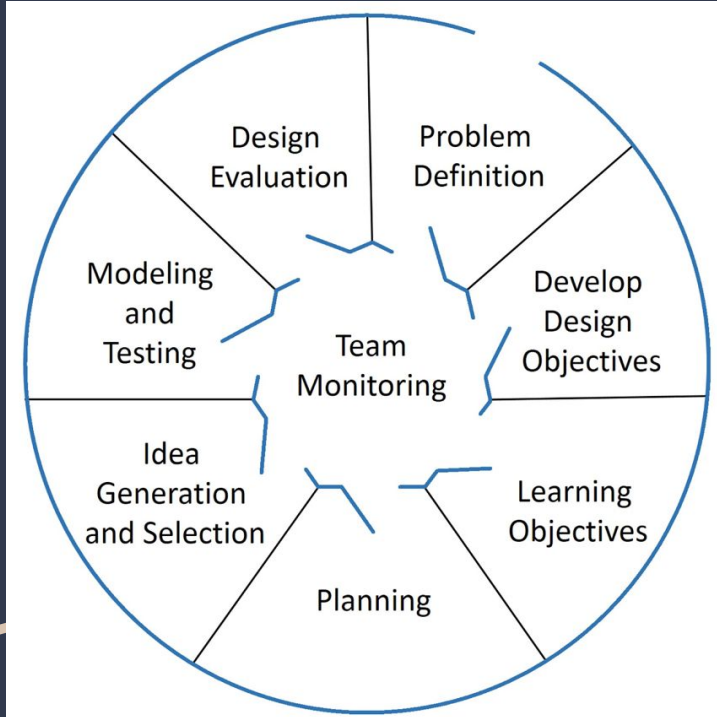 Problem
Definition
Develop
Design
Objectives
Learning
Objectives
Planning
Idea
Generation
and Selection
Modeling
and
Testing
Design
Evaluation
Team
Monitoring